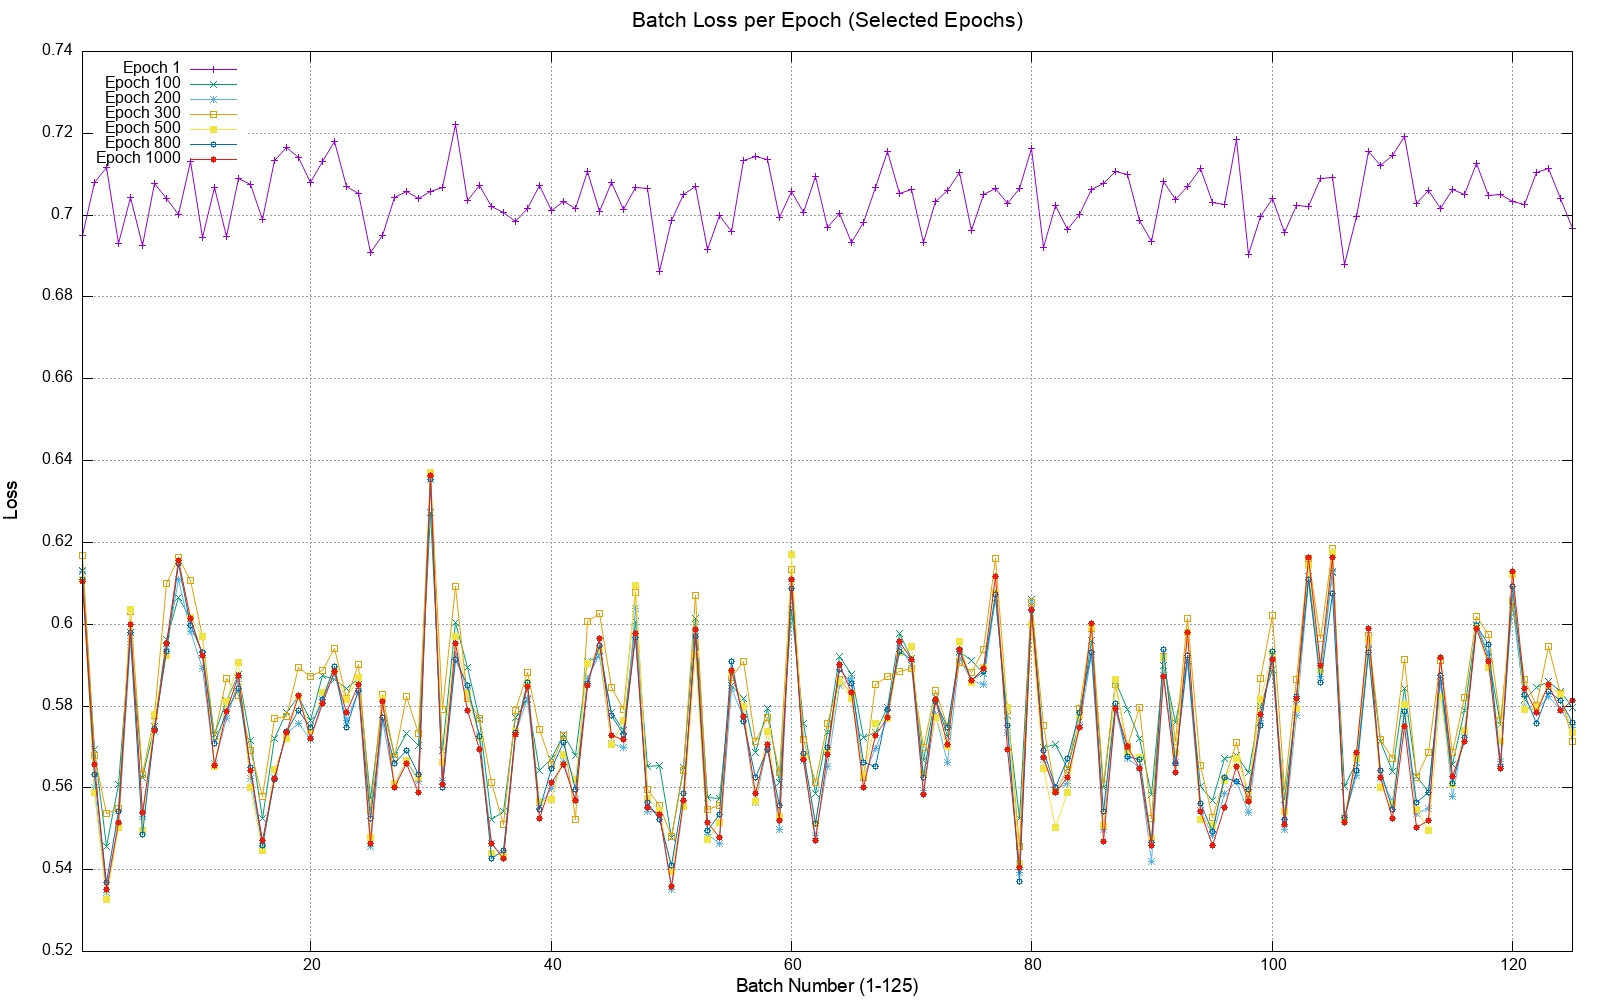 Batch Loss per Epoch (Selected Epochs)
0.74
0.72
0.7
0.68
0.66
0.64
0.62
0.6
0.58
0.56
0.54
0.52
Epoch 1
Epoch 100
Epoch 200
Epoch 300
Epoch 500
Epoch 800
Epoch 1000
Loss
20
40
60
80
100
120
Batch Number (1-125)